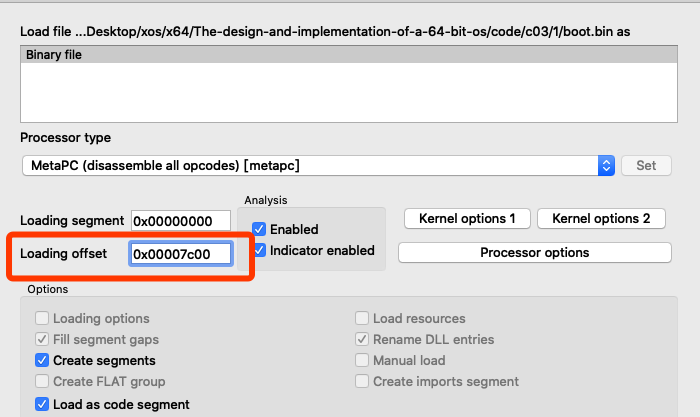 Load file ...Desktop/xos/x64/The-design-and-implementation-of-a-64-bit-os/code/c03/1/boot.bin as
Binary file
Processor type
MetaPC (disassemble all opcodes) [metapc]
Set
Analysis
Loading segment 0x00000000
Enabled
Kernel options 1
Kernel options 2
Loading offset 0x00007c00
Indicator enabled
Processor options
Options
Loading options
Load resources
Fill segment gaps
Rename DLL entries
Create segments
Manual load
Create FLAT group
Create imports segment
Load as code segment